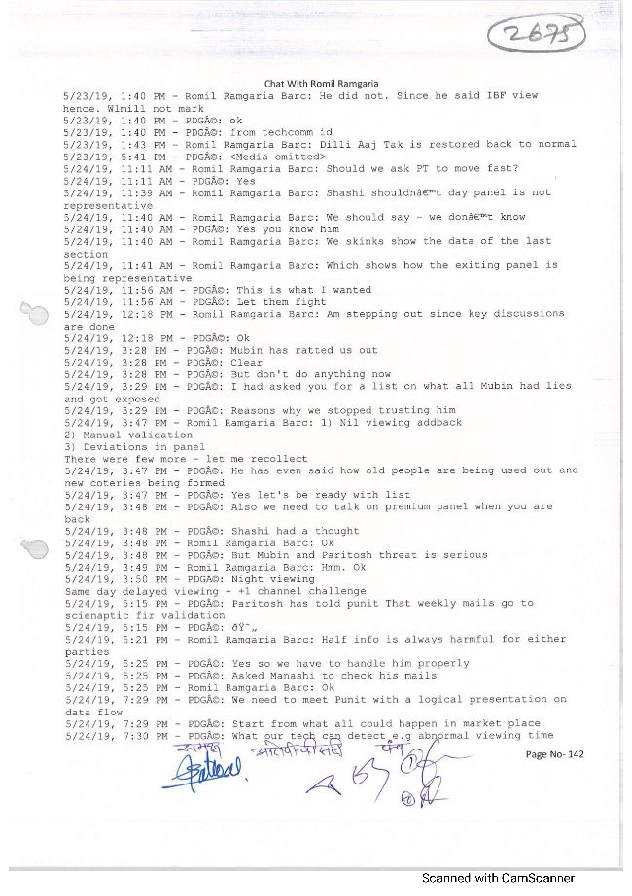 2675
Chat With Romil Ramgaria
5/23/19, 1:40 PM - Romil Ramgaria Barc: He did not. Since he said IBF view
hence. Wlmill not mark
5/23/19, 1:40 PM - PDGÂ©: ok
5/23/19, 1:40 PM - PDGÂ©: from techcomm id
5/23/19, 1:43 PM - Romil Ramgaria Barc: Dilli Aaj Tak is restored back to normal
5/23/19, 5:41 PM - PDGÂ©: <Media omitted>
5/24/19, 11:11 AM - Romil Ramgaria Barc: Should we ask PT to move fast?
5/24/19, 11:11 AM - PDGÂ©: Yes
5/24/19, 11:39 AM - Romil Ramgaria Barc: Shashi shouldnâ€™t day panel is not
representative
5/24/19, 11:40 AM - Romil Ramgaria Barc: We should say - we donâ€™t know
5/24/19, 11:40 AM - PDGÂ©: Yes you know him
5/24/19, 11:40 AM - Romil Ramgaria Barc: We skinks show the data of the last
section
5/24/19, 11:41 AM - Romil Ramgaria Barc: Which shows how the exiting panel is
being representative
5/24/19, 11:56 AM - PDGÂ©: This is what I wanted
5/24/19, 11:56 AM - PDGÂ©: Let them fight
5/24/19, 12:18 PM - Romil Ramgaria Barc: Am stepping out since key discussions
are done
5/24/19, 12:18 PM - PDGÂ©: Ok
5/24/19, 3:28 PM - PDGÂ©: Mubin has ratted us out
5/24/19, 3:28 PM - PDGÂ©: Clear
5/24/19, 3:28 PM - PDGÂ©: But don't do anything now
5/24/19, 3:29 PM - PDGÂ©: I had asked you for a list on what all Mubin had lies
and got exposed
5/24/19, 3:29 PM - PDGÂ©: Reasons why we stopped trusting him
5/24/19, 3:47 PM - Romil Ramgaria Barc: 1) Nil viewing addback
2) Manual validation
3) Deviations in panel
There were few more - let me recollect
5/24/19, 3:47 PM - PDGÂ©: He has even said how old people are being used out and
new coteries being formed
5/24/19, 3:47 PM - PDGÂ©: Yes let's be ready with list
5/24/19, 3:48 PM - PDGÂ©: Also we need to talk on premium panel when you are
back
5/24/19, 3:48 PM - PDGÂ©: Shashi had a thought
5/24/19, 3:48 PM - Romil Ramgaria Barc: Ok
5/24/19, 3:48 PM - PDGÂ©: But Mubin and Paritosh threat is serious
5/24/19, 3:49 PM - Romil Ramgaria Barc: Hmm. Ok
5/24/19, 3:50 PM - PDGÂ©: Night viewing
Same day delayed viewing - +1 channel challenge
5/24/19, 5:15 PM - PDGÂ©: Paritosh has told punit That weekly mails go to
scienaptic fir validation
5/24/19, 5:15 PM - PDGÂ©: ðŸ˜„
5/24/19, 5:21 PM - Romil Ramgaria Barc: Half info is always harmful for either
parties
5/24/19, 5:25 PM - PDGÂ©: Yes so we have to handle him properly
5/24/19, 5:25 PM - PDGÂ©: Asked Manashi to check his mails
5/24/19, 5:25 PM - Romil Ramgaria Barc: Ok
5/24/19, 7:29 PM - PDGÂ©: We need to meet Punit with a logical presentation on
data flow
5/24/19, 7:29 PM - PDGÂ©: Start from what all could happen in market place
5/24/19, 7:30 PM - PDGÂ©: What our tech can detect e.g abnormal viewing time
समक्ष पंच
Page No- 142
Scanned with CamScanner